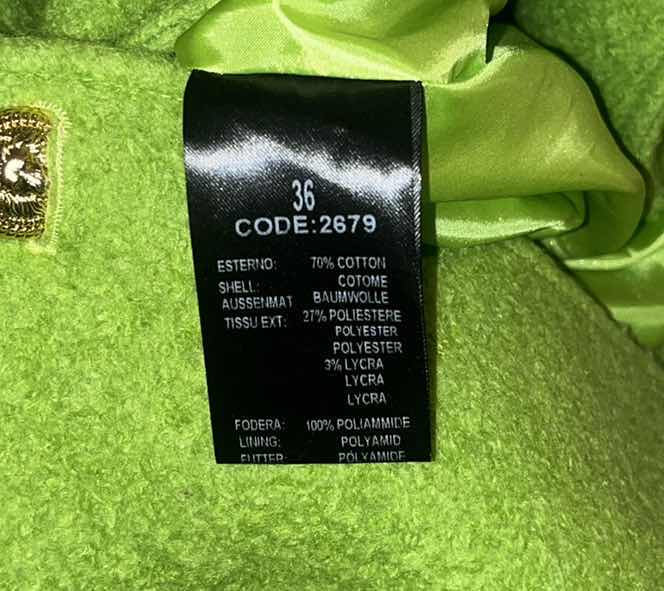 36
CODE:2679
ESTERNO: 70% COTTON
SHELL: COTOME
AUSSENMAT BAUMWOLLE
TISSU EXT: 27% POLIESTERE
POLYESTER
POLYESTER
3% LYCRA
LYCRA
LYCRA
FODERA: 100% POLIAMMIDE
LINING: POLYAMID
FUTTER: POLYAMIDE